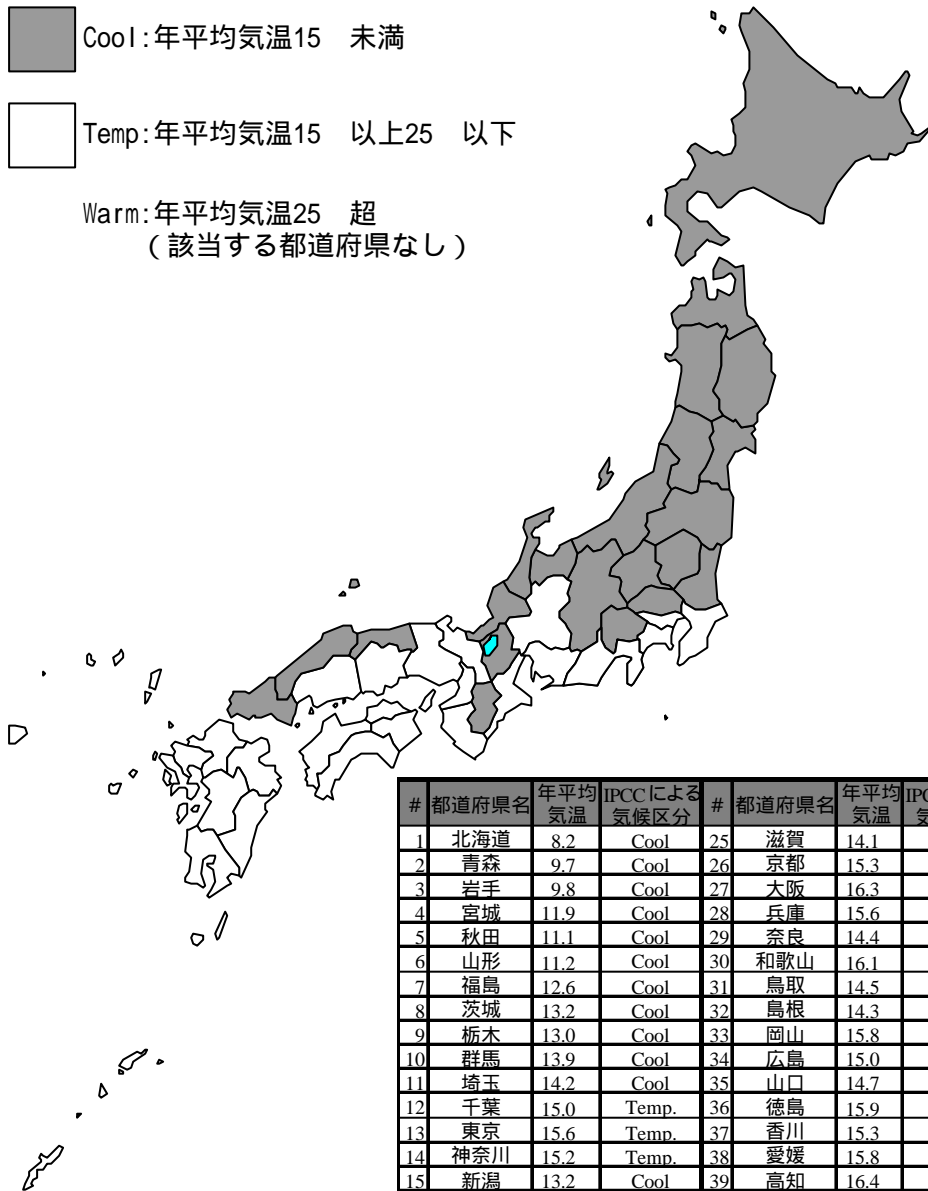 Cool:年平均気温15 未満
Temp:年平均気温15 以上25 以下
Warm:年平均気温25 超
(該当する都道府県なし)
# 都道府県名 年平均気温 IPCCによる気候区分 # 都道府県名 年平均気温 IPC 気
1 北海道 8.2 Cool 25 滋賀 14.1
2 青森 9.7 Cool 26 京都 15.3
3 岩手 9.8 Cool 27 大阪 16.3
4 宮城 11.9 Cool 28 兵庫 15.6
5 秋田 11.1 Cool 29 奈良 14.4
6 山形 11.2 Cool 30 和歌山 16.1
7 福島 12.6 Cool 31 鳥取 14.5
8 茨城 13.2 Cool 32 島根 14.3
9 栃木 13.0 Cool 33 岡山 15.8
10 群馬 13.9 Cool 34 広島 15.0
11 埼玉 14.2 Cool 35 山口 14.7
12 千葉 15.0 Temp. 36 徳島 15.9
13 東京 15.6 Temp. 37 香川 15.3
14 神奈川 15.2 Temp. 38 愛媛 15.8
15 新潟 13.2 Cool 39 高知 16.4